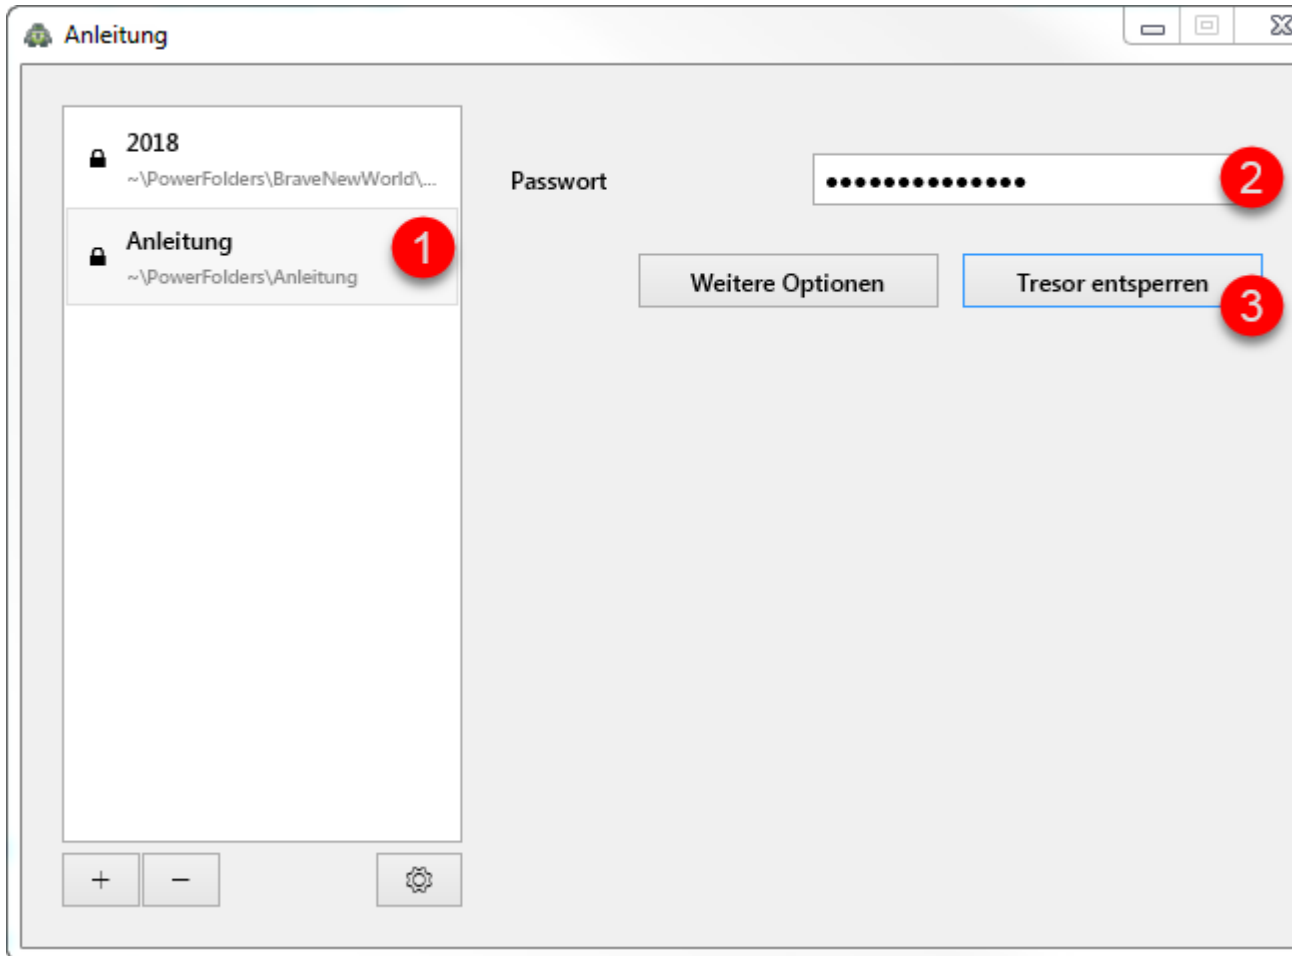 Anleitung
2018
~\PowerFolders\BraveNewWorld\...
Anleitung
~\PowerFolders\Anleitung
1
Passwort
••••••••••••••
2
Weitere Optionen
Tresor entsperren
3
+
−